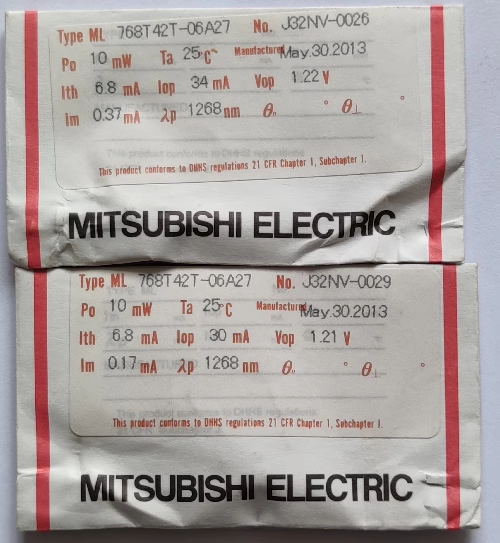 Type ML 768T42T-06A27 No. J32NV-0026
Po 10 mW Ta 25°C Manufactured May.30.2013
Ith 6.8 mA Iop 34 mA Vop 1.22 V
Im 0.37 mA λp 1268 nm θ∥ ° θ⊥ °
This product conforms to DHHS regulations 21 CFR Chapter 1, Subchapter J.
MITSUBISHI ELECTRIC
Type ML 768T42T-06A27 No. J32NV-0029
Po 10 mW Ta 25°C Manufactured May.30.2013
Ith 6.8 mA Iop 30 mA Vop 1.21 V
Im 0.17 mA λp 1268 nm θ∥ ° θ⊥ °
This product conforms to DHHS regulations 21 CFR Chapter 1, Subchapter J.
MITSUBISHI ELECTRIC